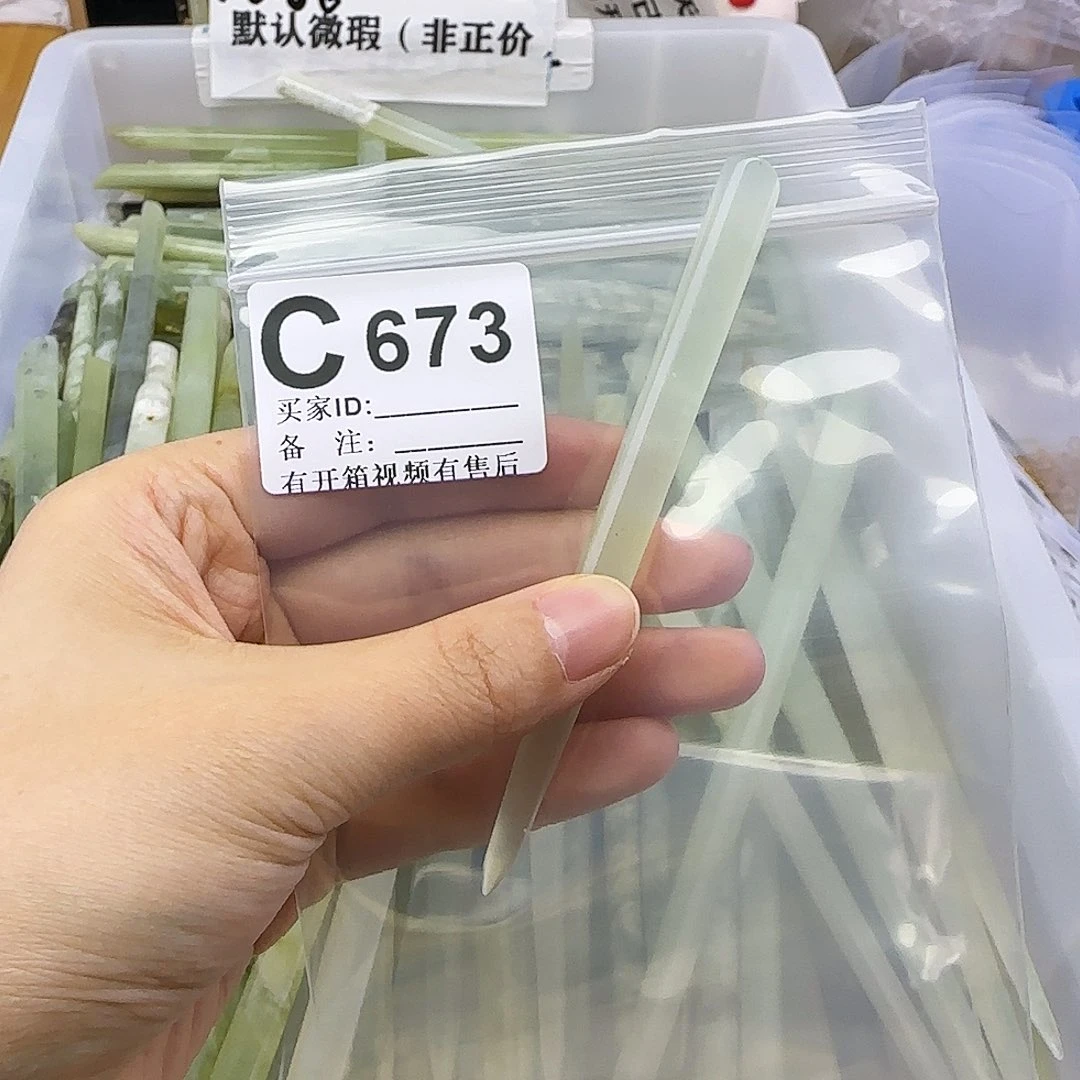 默认微瑕（非正价
C 673
买家ID:
备 注:
有开箱视频有售后